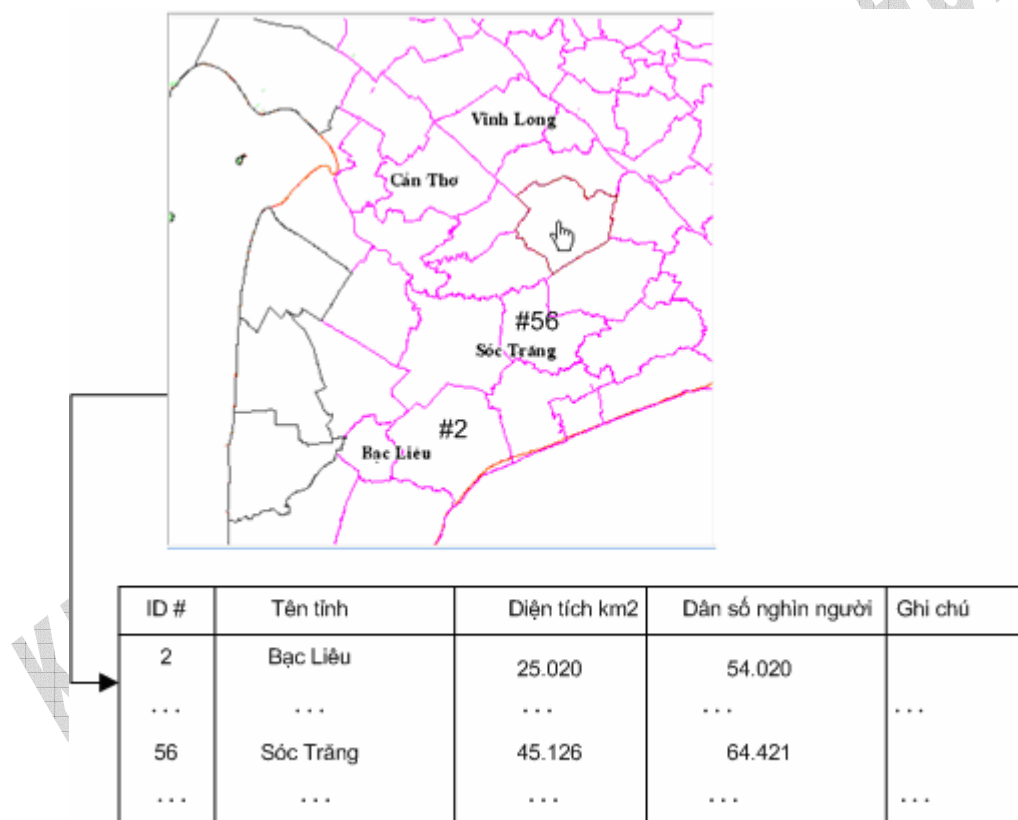 Vĩnh Long
Cần Thơ
#56
Sóc Trăng
#2
Bạc Liêu
ID # Tên tỉnh Diện tích km2 Dân số nghìn người Ghi chú
2 Bạc Liêu 25.020 54.020
... ... ... ... ...
56 Sóc Trăng 45.126 64.421
... ... ... ... ...